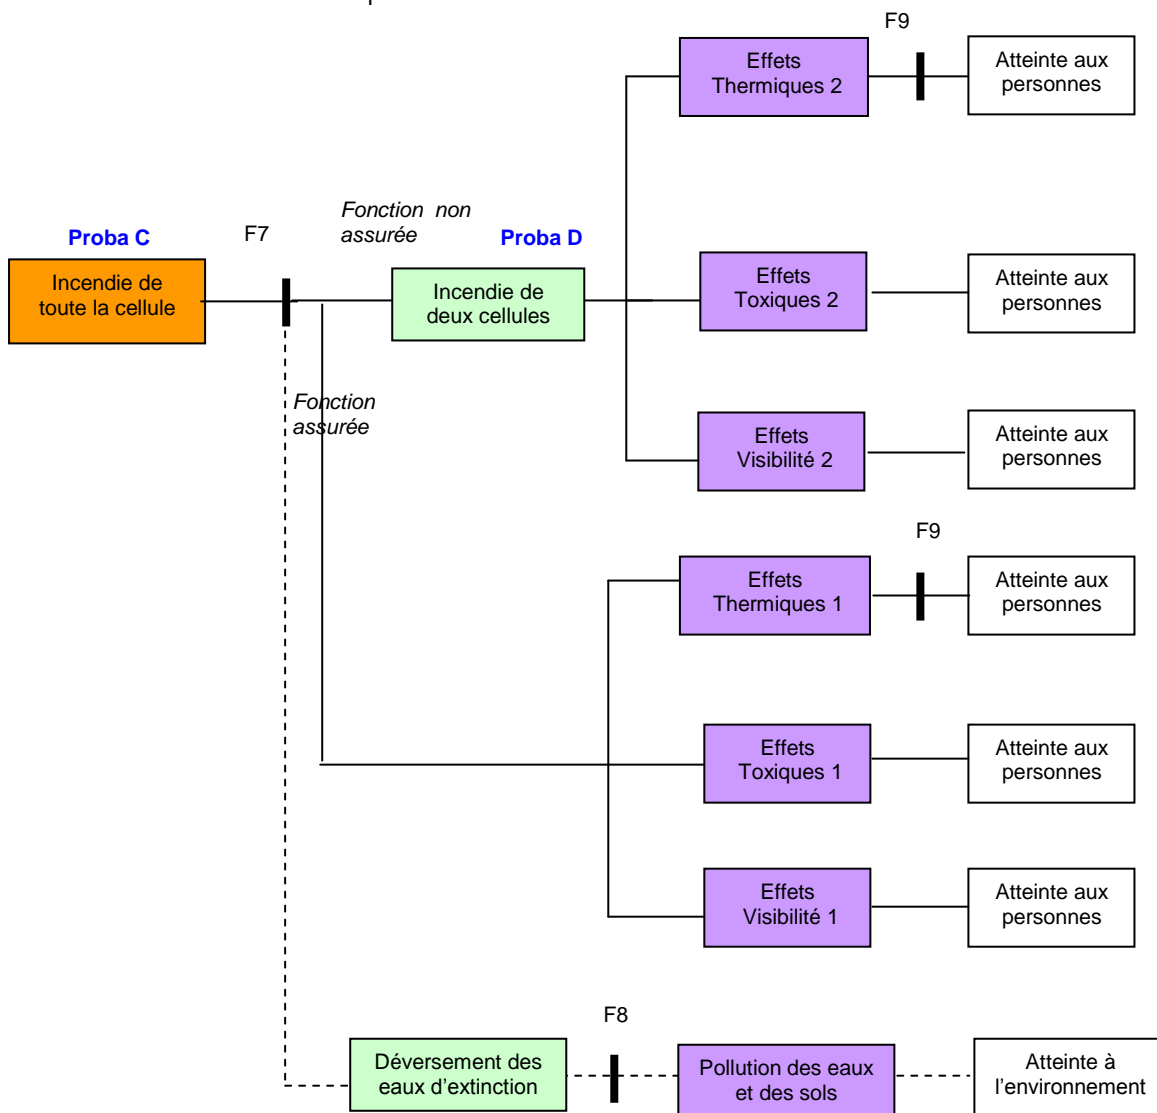 F9
Effets
Thermiques 2
Atteinte aux
personnes
Fonction non
assurée
Proba C
F7
Proba D
Incendie de
toute la cellule
Incendie de
deux cellules
Effets
Toxiques 2
Atteinte aux
personnes
Fonction
assurée
Effets
Visibilité 2
Atteinte aux
personnes
F9
Effets
Thermiques 1
Atteinte aux
personnes
Effets
Toxiques 1
Atteinte aux
personnes
Effets
Visibilité 1
Atteinte aux
personnes
F8
Déversement des
eaux d'extinction
Pollution des eaux
et des sols
Atteinte à
l'environnement